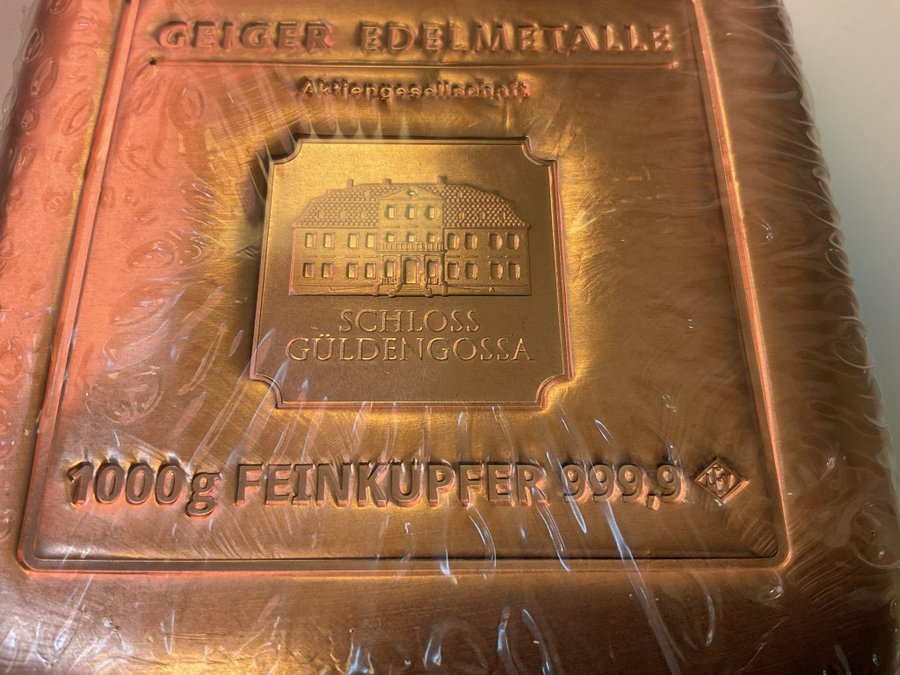 GEIGER EDELMETALLE
Aktiengesellschaft
SCHLOSS
GÜLDENGOSSA
1000g FEINKUPFER 999,9